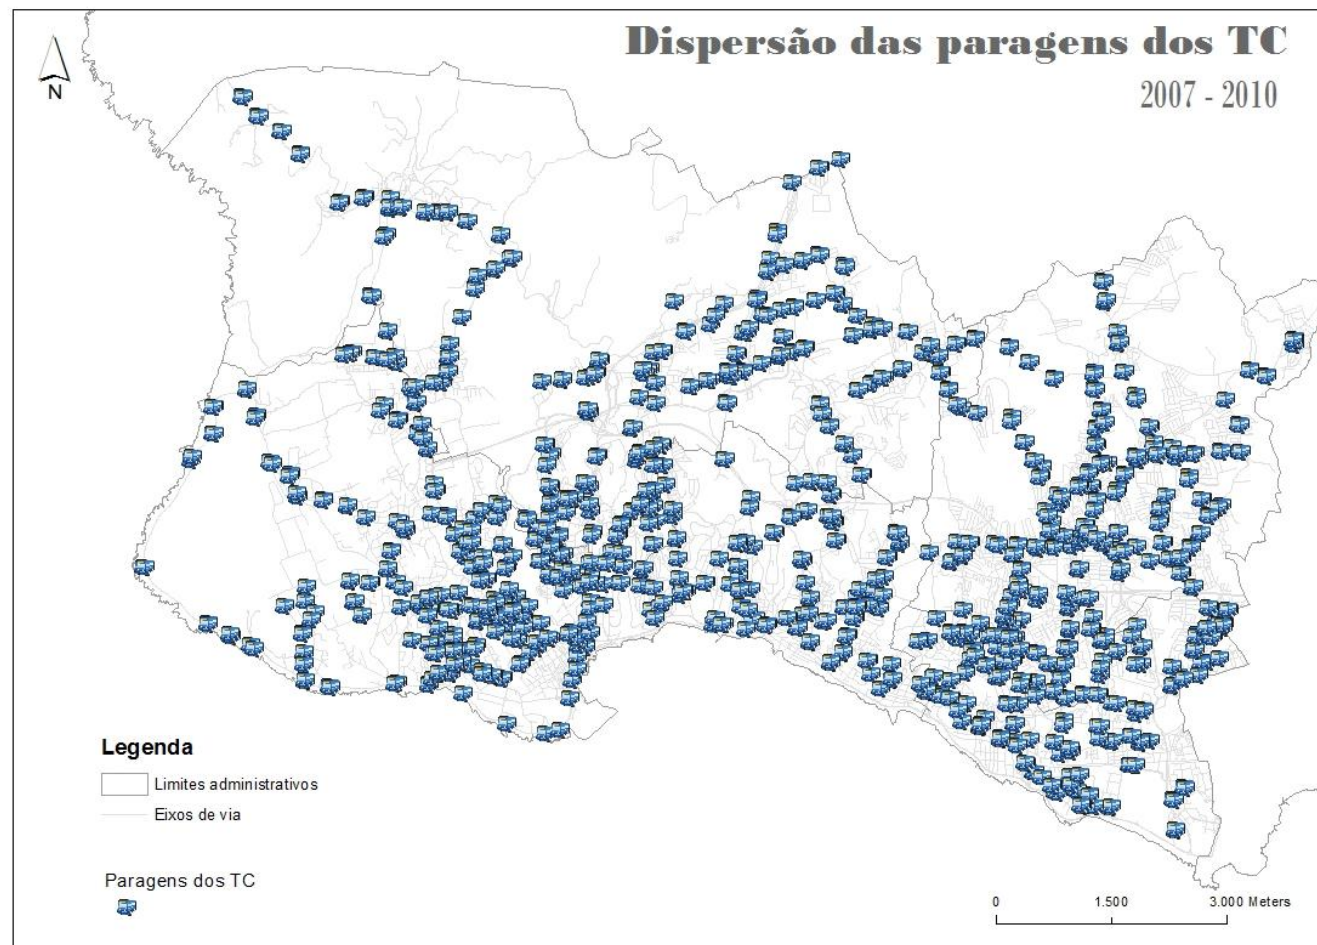 Dispersão das paragens dos TC
2007 - 2010
N
Legenda
Limites administrativos
Eixos de via
Paragens dos TC
0 1.500 3.000 Meters